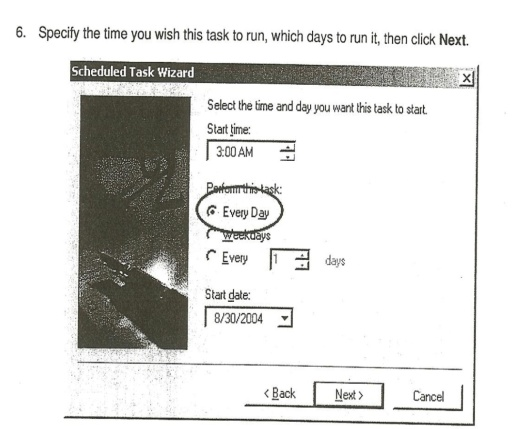 6. Specify the time you wish this task to run, which days to run it, then click Next.
Scheduled Task Wizard
Select the time and day you want this task to start.
Start time:
3:00 AM
Perform this task:
Every Day
Weekdays
Every 1 days
Start date:
8/30/2004
< Back Next > Cancel